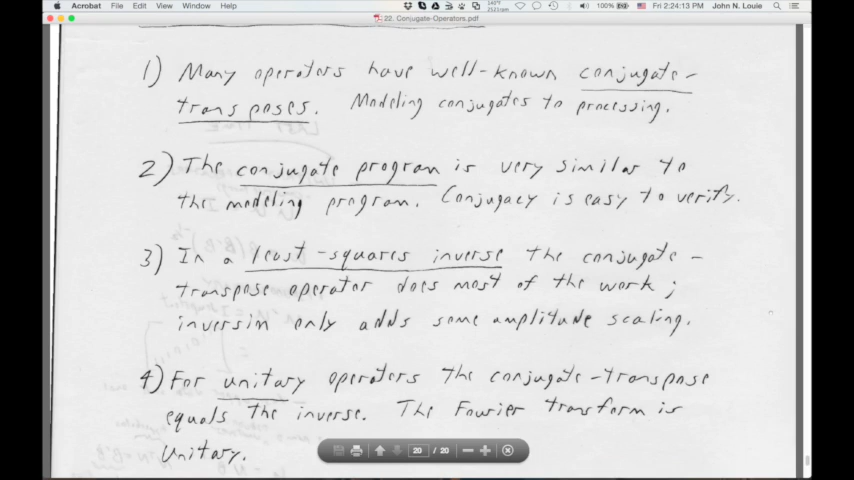 Acrobat File Edit View Window Help 100% Fri 2:24:13 PM John N. Louie
22. Conjugate-Operators.pdf
1) Many operators have well-known conjugate-
transposes. Modeling conjugates to processing.
2) The conjugate program is very similar to
the modeling program. Conjugacy is easy to verify.
3) In a least-squares inverse the conjugate-
transpose operator does most of the work;
inversion only adds some amplitude scaling.
4) For unitary operators the conjugate-transpose
equals the inverse. The Fourier transform is
unitary.
20 / 20